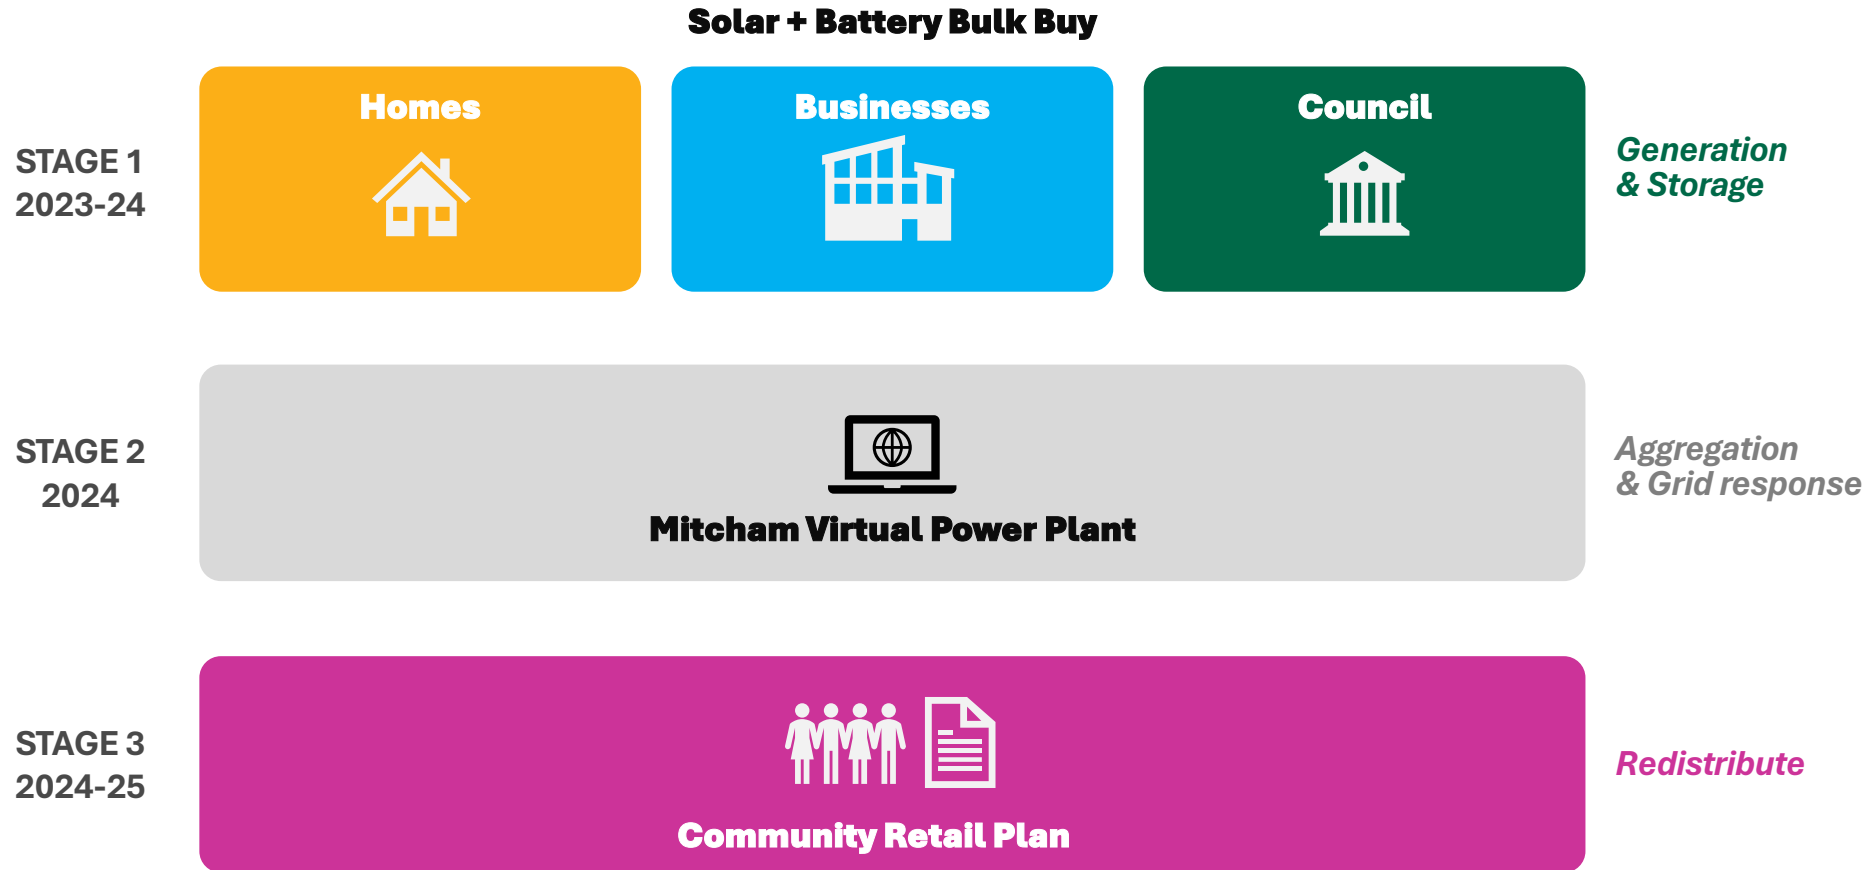 Solar + Battery Bulk Buy
Homes
Businesses
Council
STAGE 1
2023-24
Generation
& Storage
STAGE 2
2024
Mitcham Virtual Power Plant
Aggregation
& Grid response
STAGE 3
2024-25
Community Retail Plan
Redistribute